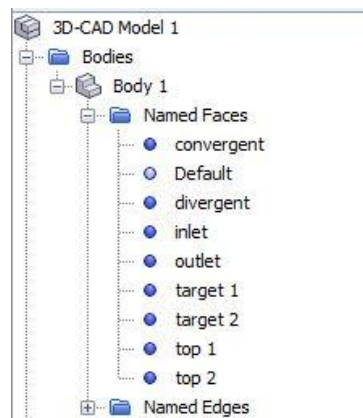 3D-CAD Model 1
Bodies
Body 1
Named Faces
convergent
Default
divergent
inlet
outlet
target 1
target 2
top 1
top 2
Named Edges